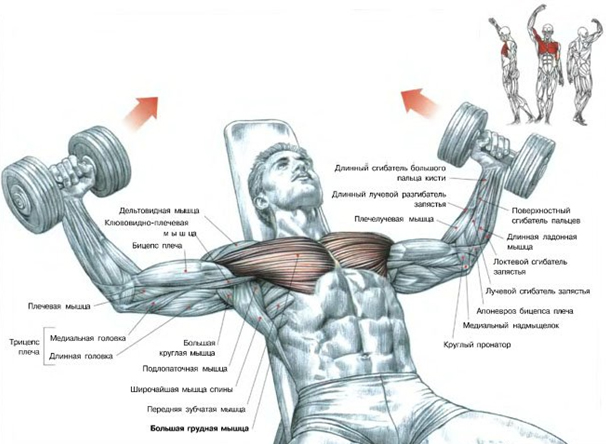 Дельтовидная мышца
Клювовидно-плечевая
мышца
Бицепс плеча
Плечевая мышца
Трицепс
плеча
Медиальная головка
Длинная головка
Большая
круглая мышца
Подлопаточная мышца
Широчайшая мышца спины
Передняя зубчатая мышца
Большая грудная мышца
Длинный сгибатель большого
пальца кисти
Длинный лучевой разгибатель
запястья
Плечелучевая мышца
Поверхностный
сгибатель пальцев
Длинная ладонная
мышца
Локтевой сгибатель
запястья
Лучевой сгибатель запястья
Апоневроз бицепса плеча
Медиальный надмыщелок
Круглый пронатор